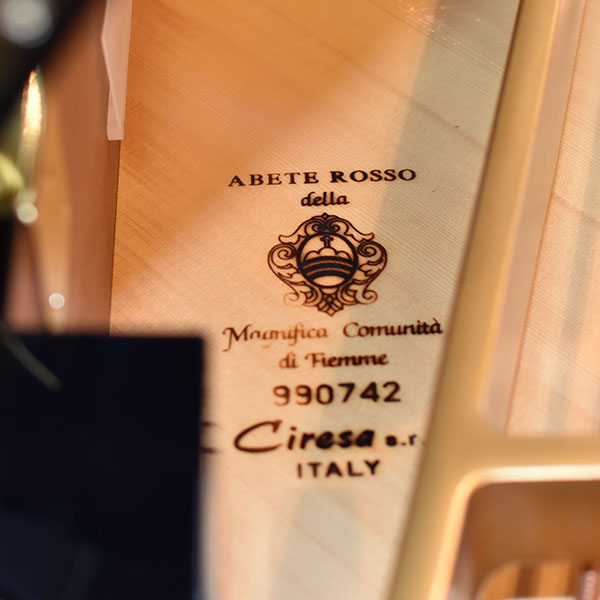 ABETE ROSSO
della
Magnifica Comunità
di Fiemme
990742
Ciresa s.r.
ITALY